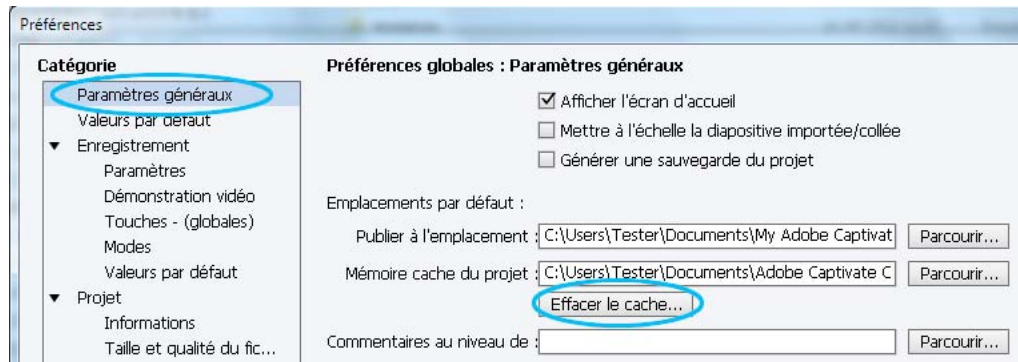 Préférences
Catégorie
Paramètres généraux
Valeurs par défaut
Enregistrement
Paramètres
Démonstration vidéo
Touches - (globales)
Modes
Valeurs par défaut
Projet
Informations
Taille et qualité du fic...
Préférences globales : Paramètres généraux
Afficher l'écran d'accueil
Mettre à l'échelle la diapositive importée/collée
Générer une sauvegarde du projet
Emplacements par défaut :
Publier à l'emplacement : C:\Users\Tester\Documents\My Adobe Captivat Parcourir...
Mémoire cache du projet : C:\Users\Tester\Documents\Adobe Captivate C Parcourir...
Effacer le cache...
Commentaires au niveau de : Parcourir...